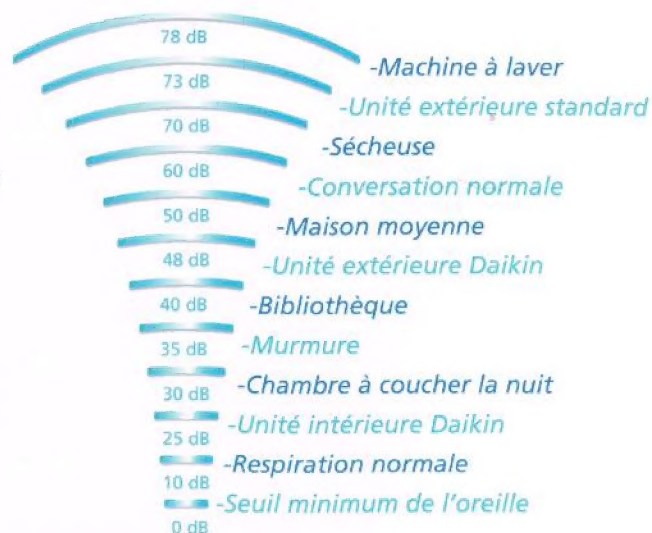 78 dB
-Machine à laver
73 dB
-Unité extérieure standard
70 dB
-Sécheuse
60 dB
-Conversation normale
50 dB
-Maison moyenne
48 dB
-Unité extérieure Daikin
40 dB
-Bibliothèque
35 dB
-Murmure
30 dB
-Chambre à coucher la nuit
25 dB
-Unité intérieure Daikin
10 dB
-Respiration normale
0 dB
-Seuil minimum de l'oreille